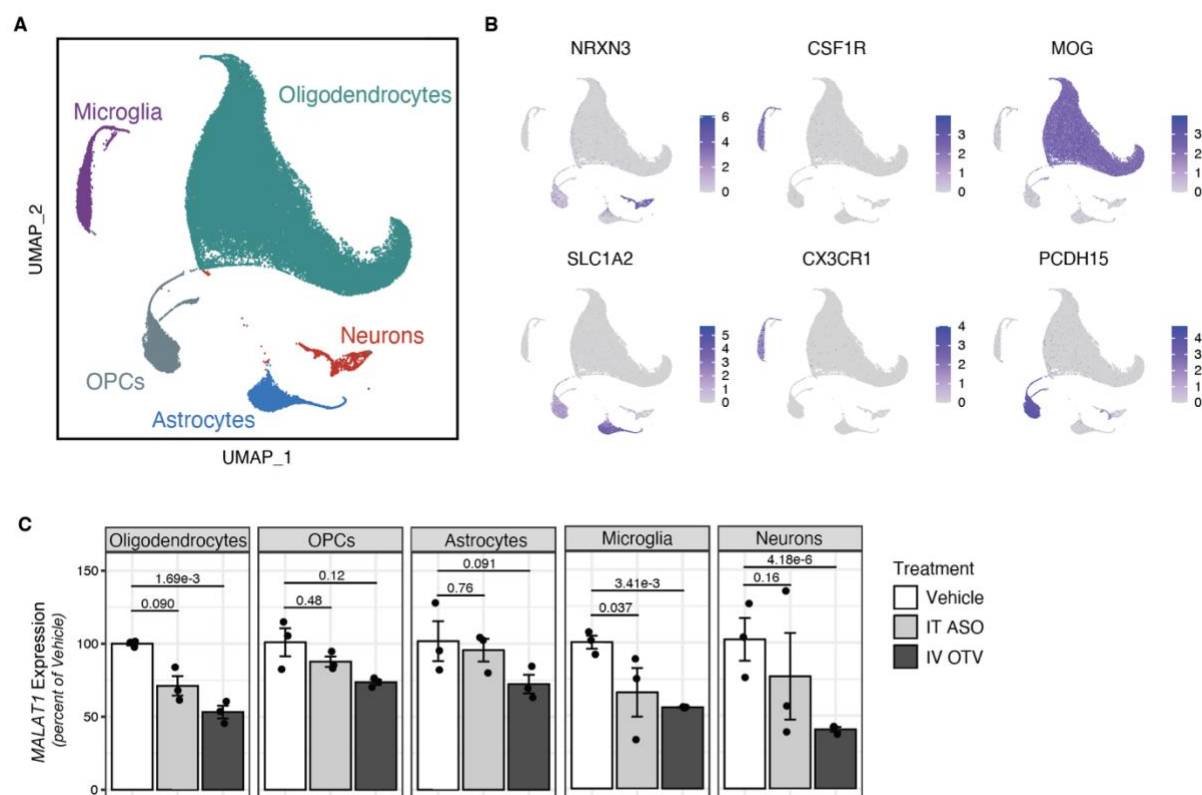 A
Microglia
Oligodendrocytes
OPCs
Neurons
Astrocytes
UMAP_2
UMAP_1
B
NRXN3
6
4
2
0
CSF1R
3
2
1
0
MOG
3
2
1
0
SLC1A2
5
4
3
2
1
0
CX3CR1
4
3
2
1
0
PCDH15
4
3
2
1
0
C
MALAT1 Expression
(percent of Vehicle)
150
100
50
0
Oligodendrocytes
1.69e-3
0.090
OPCs
0.12
0.48
Astrocytes
0.091
0.76
Microglia
3.41e-3
0.037
Neurons
4.18e-6
0.16
Treatment
Vehicle
IT ASO
IV OTV